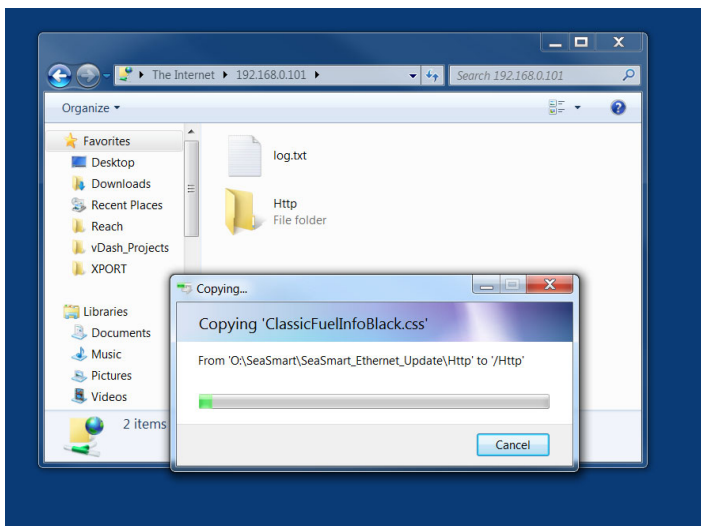 The Internet 192.168.0.101
Search 192.168.0.101
Organize
Favorites
Desktop
Downloads
Recent Places
Reach
vDash_Projects
XPORT
Libraries
Documents
Music
Pictures
Videos
log.txt
Http
File folder
2 items
Copying...
Copying 'ClassicFuelInfoBlack.css'
From 'O:\SeaSmart\SeaSmart_Ethernet_Update\Http' to '/Http'
Cancel